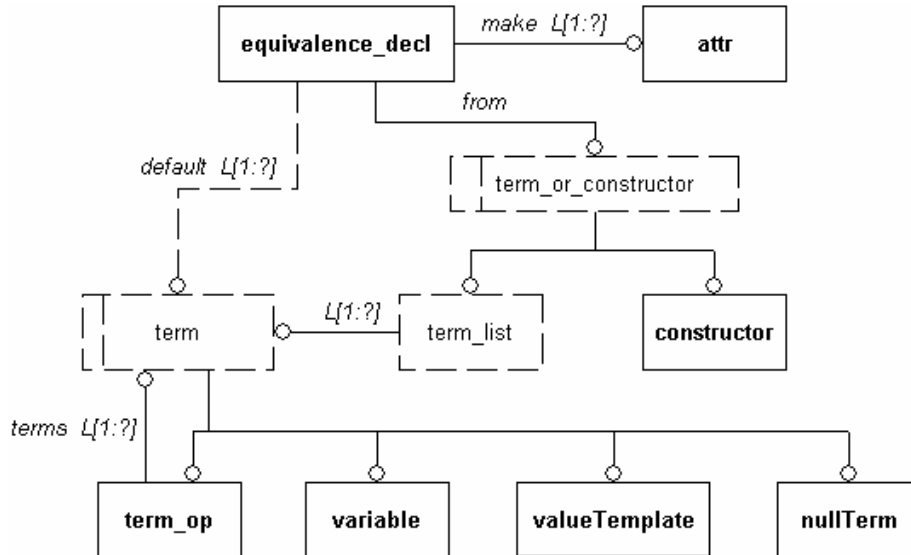 make L[1:?]
equivalence_decl
attr
from
default L[1:?]
term_or_constructor
L[1:?]
term
term_list
constructor
terms L[1:?]
term_op
variable
valueTemplate
nullTerm